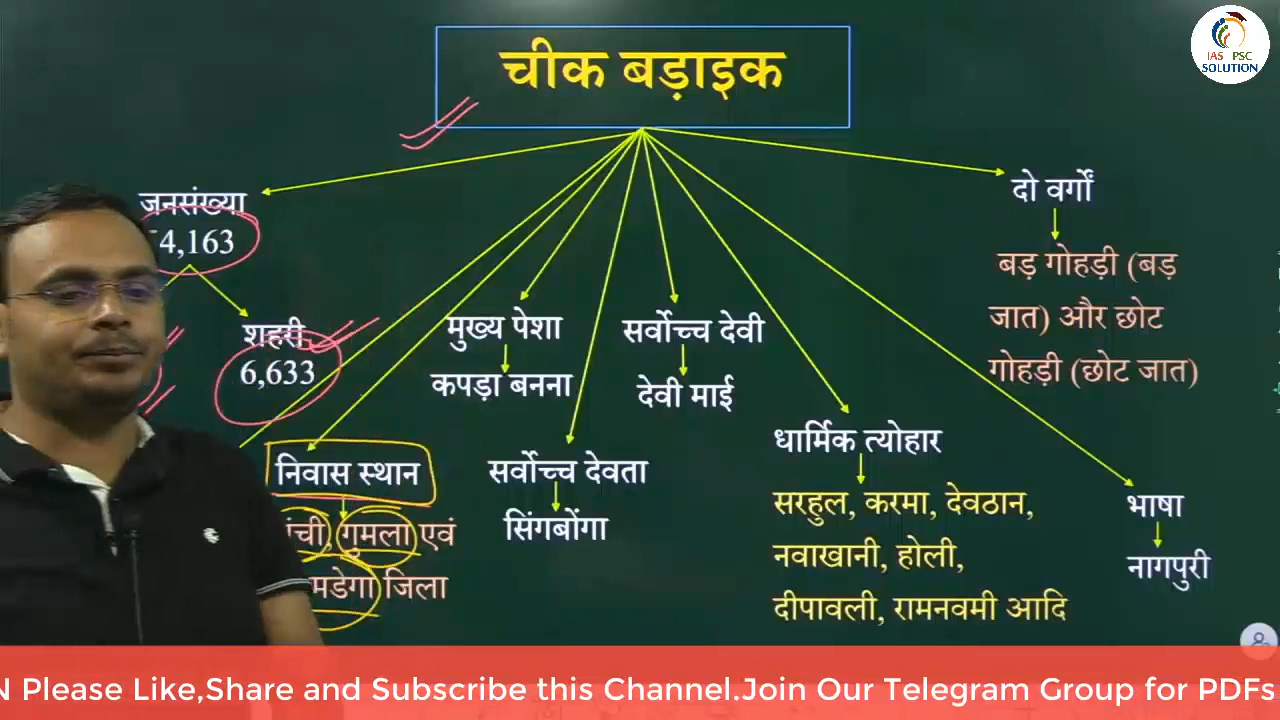 चीक बड़ाइक
IAS PSC
SOLUTION
जनसंख्या
4,163
शहरी
6,633
निवास स्थान
गुमला एवं
जिला
मुख्य पेशा
कपड़ा बनना
सर्वोच्च देवता
सिंगबोंगा
सर्वोच्च देवी
देवी माई
धार्मिक त्योहार
सरहुल, करमा, देवठान,
नवाखानी, होली,
दीपावली, रामनवमी आदि
दो वर्गों
बड़ गोहड़ी (बड़
जात) और छोट
गोहड़ी (छोट जात)
भाषा
नागपुरी
N Please Like,Share and Subscribe this Channel.Join Our Telegram Group for PDFs